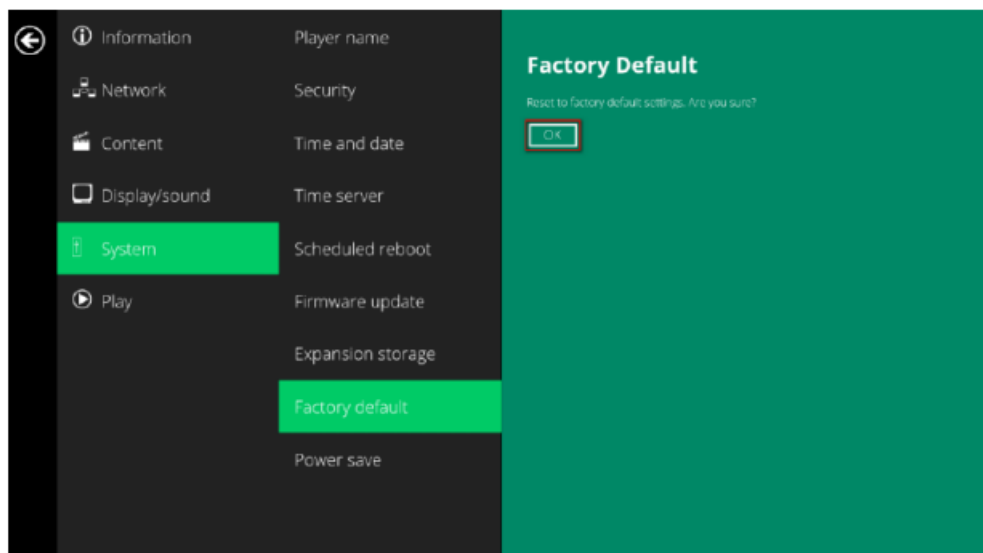 Information
Network
Content
Display/sound
System
Play
Player name
Security
Time and date
Time server
Scheduled reboot
Firmware update
Expansion storage
Factory default
Power save
Factory Default
Reset to factory default settings. Are you sure?
OK